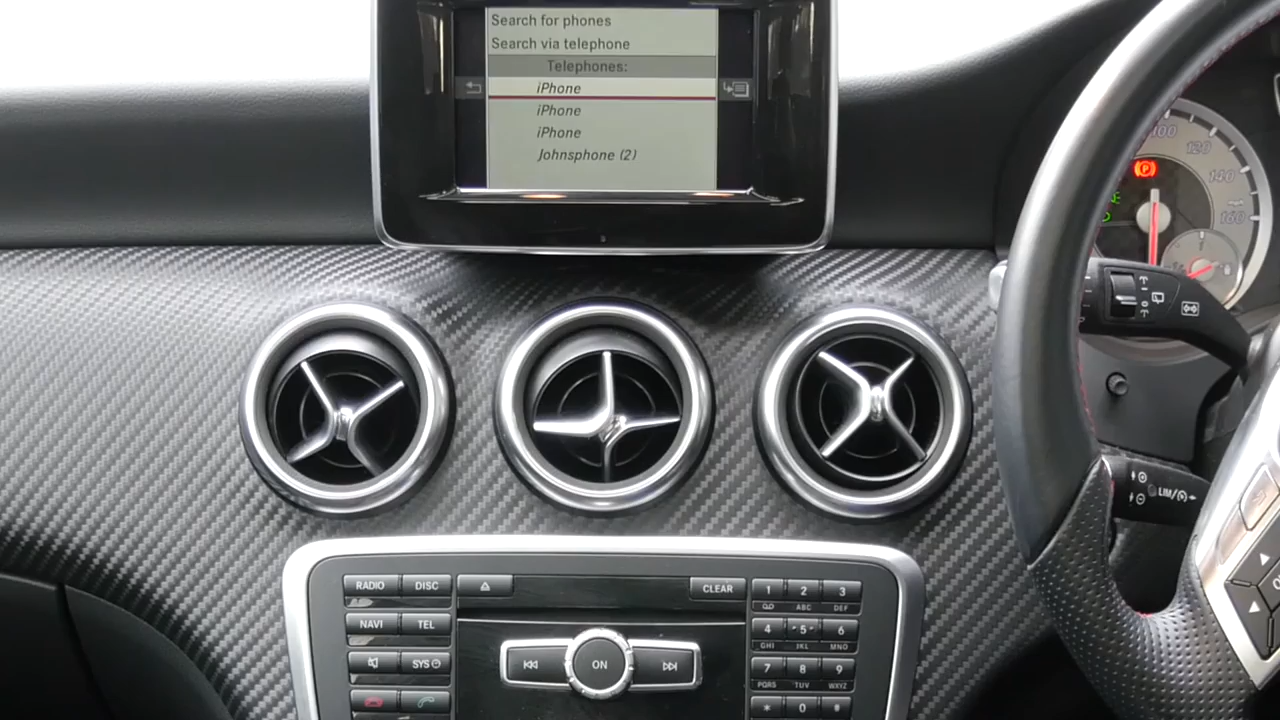 Search for phones
Search via telephone
Telephones:
iPhone
iPhone
iPhone
Johnsphone (2)
100
120
140
mph
160
P
LIM/
RADIO
DISC
CLEAR
1
2
3
ABC
DEF
NAVI
TEL
4
5
6
GHI
JKL
MNO
SYS
ON
7
8
9
PQRS
TUV
WXYZ
*
0
#